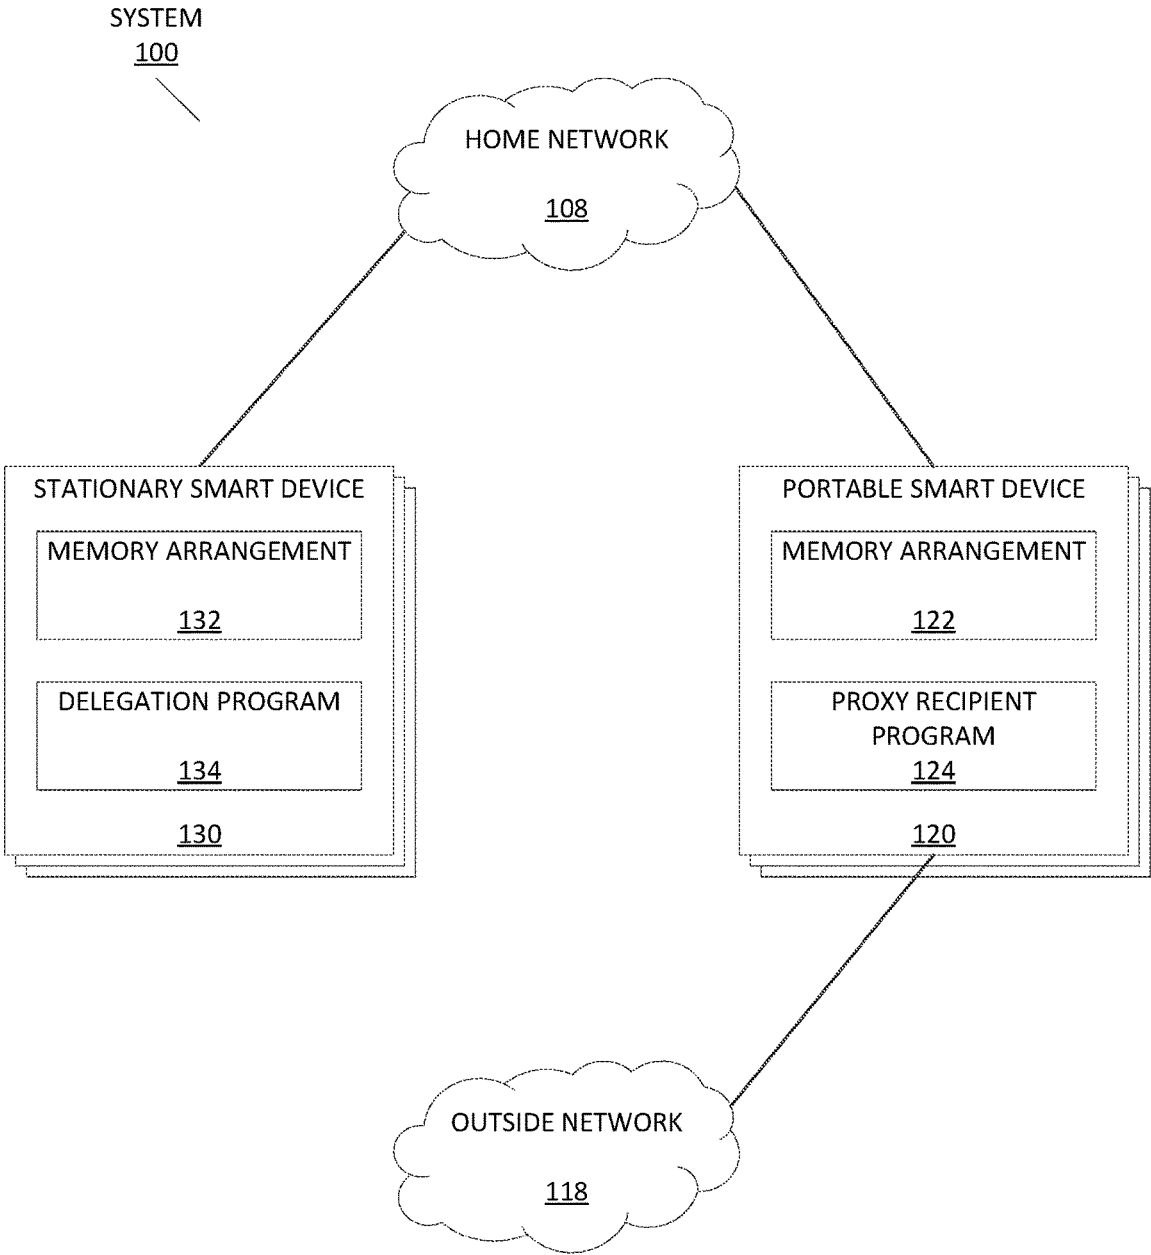 SYSTEM
100
HOME NETWORK
108
STATIONARY SMART DEVICE
MEMORY ARRANGEMENT
132
DELEGATION PROGRAM
134
130
PORTABLE SMART DEVICE
MEMORY ARRANGEMENT
122
PROXY RECIPIENT
PROGRAM
124
120
OUTSIDE NETWORK
118